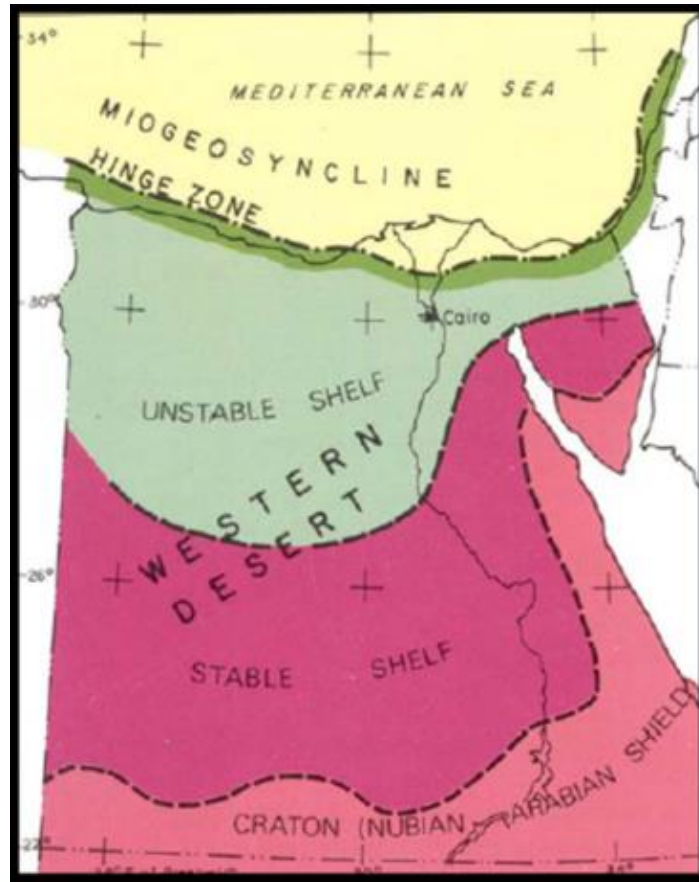 34°
MEDITERRANEAN SEA
MIOGEOSYNCLINE
HINGE ZONE
30°
Cairo
UNSTABLE SHELF
WESTERN
DESERT
26°
STABLE SHELF
CRATON (NUBIAN - ARABIAN SHIELD
22°